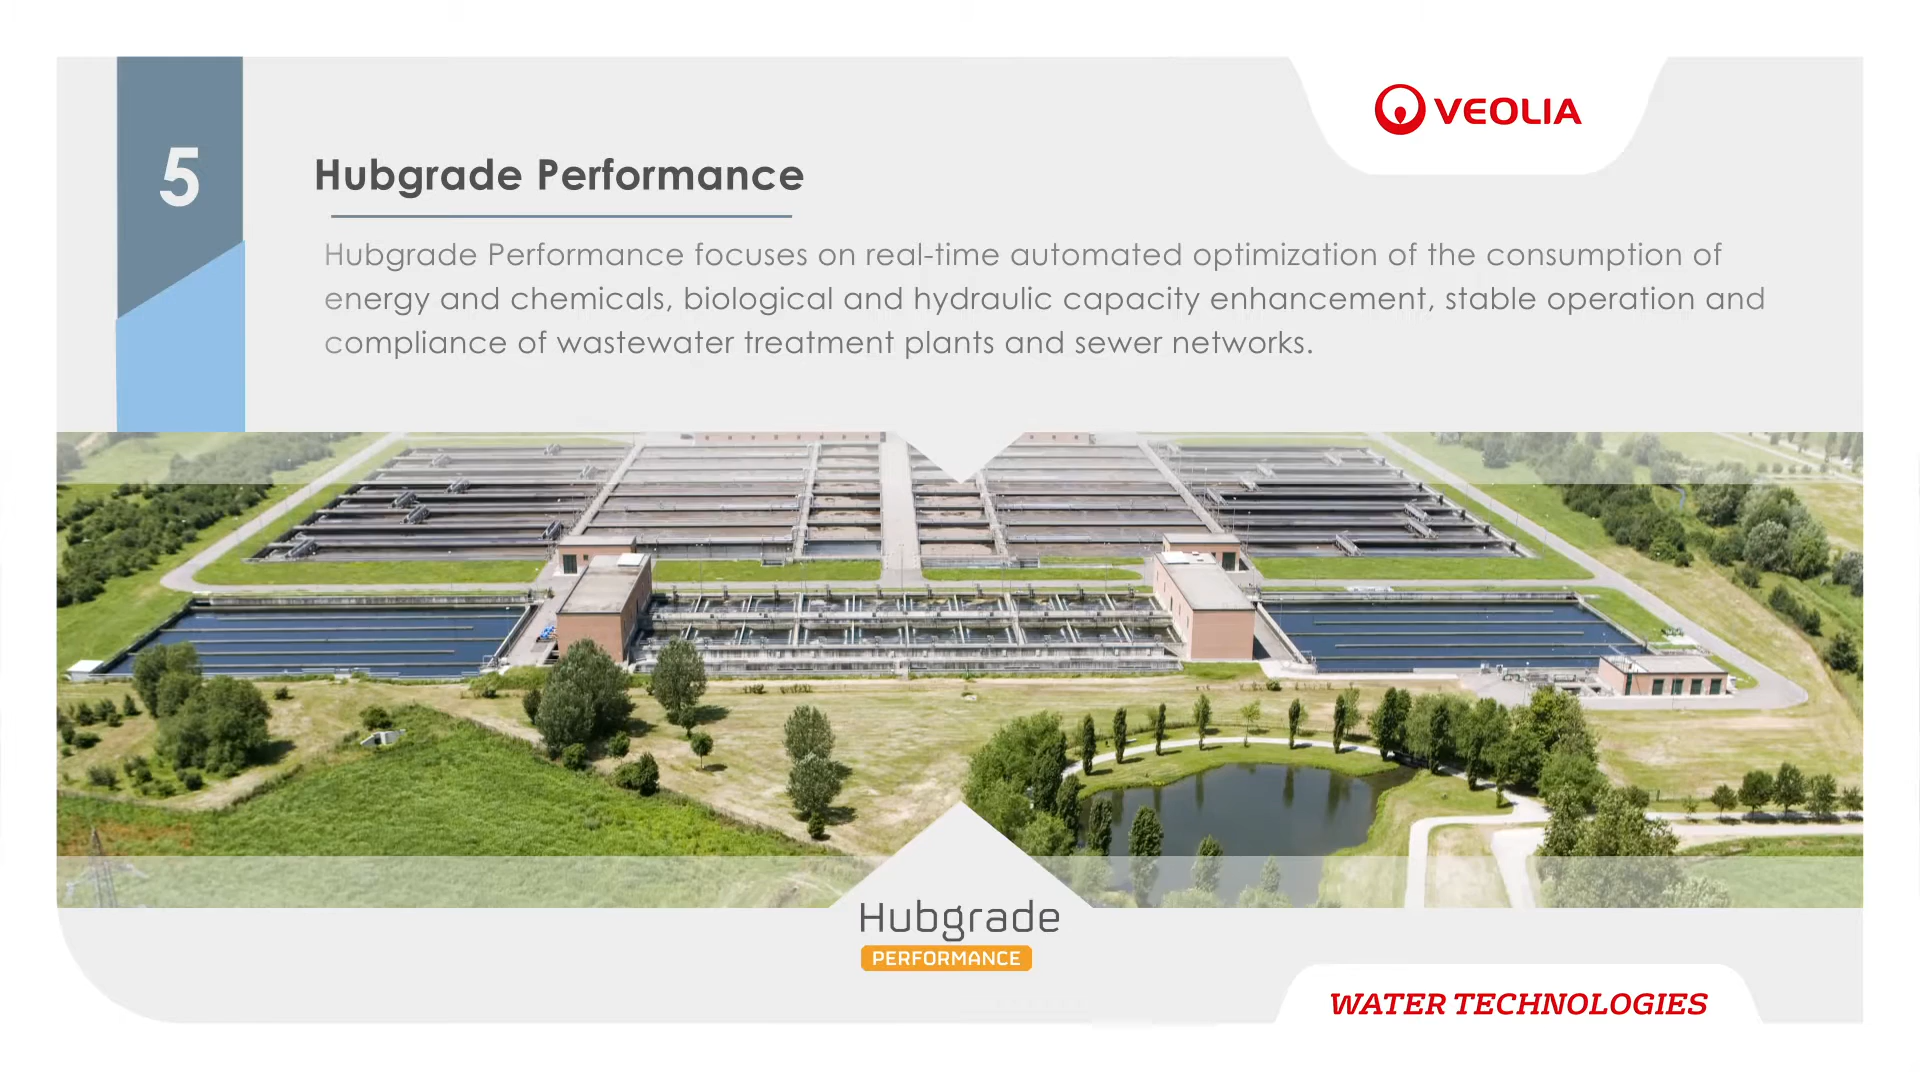 VEOLIA
5
Hubgrade Performance
Hubgrade Performance focuses on real-time automated optimization of the consumption of
energy and chemicals, biological and hydraulic capacity enhancement, stable operation and
compliance of wastewater treatment plants and sewer networks.
Hubgrade
PERFORMANCE
WATER TECHNOLOGIES